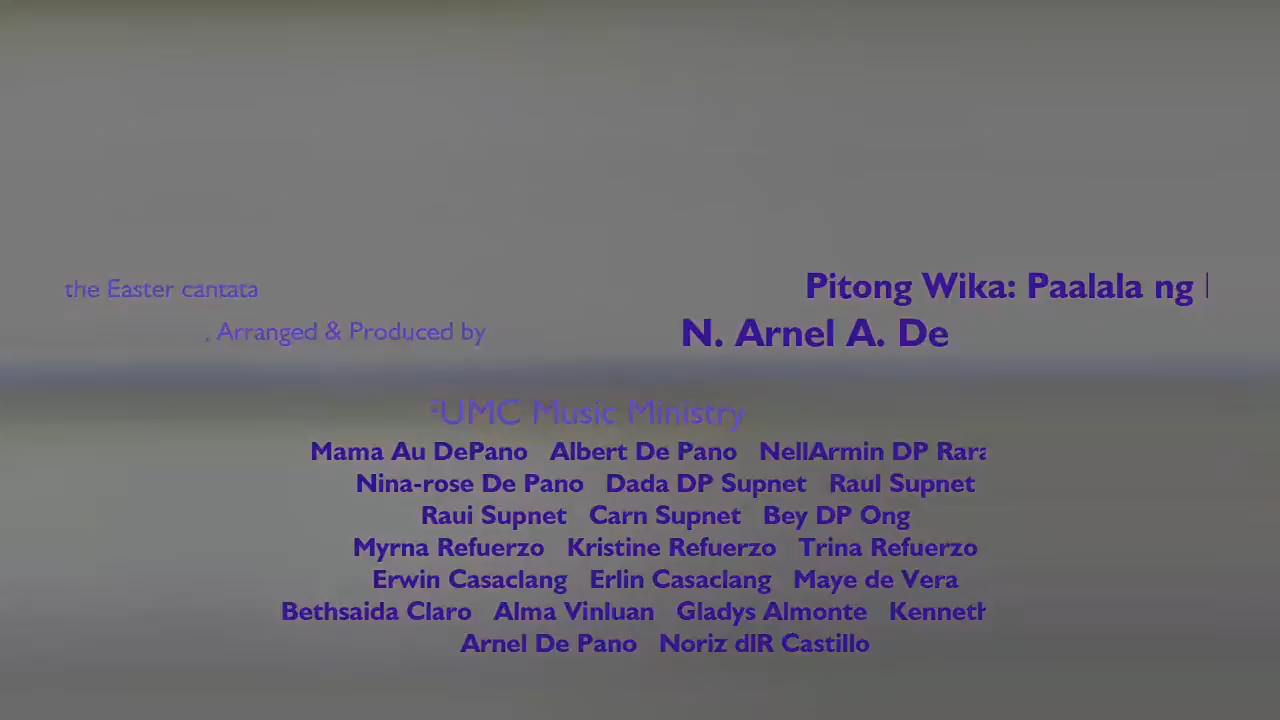 the Easter cantata Pitong Wika: Paalala ng
, Arranged & Produced by N. Arnel A. De
UMC Music Ministry
Mama Au DePano Albert De Pano NellArmin DP Rara
Nina-rose De Pano Dada DP Supnet Raul Supnet
Raui Supnet Carn Supnet Bey DP Ong
Myrna Refuerzo Kristine Refuerzo Trina Refuerzo
Erwin Casaclang Erlin Casaclang Maye de Vera
Bethsaida Claro Alma Vinluan Gladys Almonte Kenneth
Arnel De Pano Noriz dlR Castillo